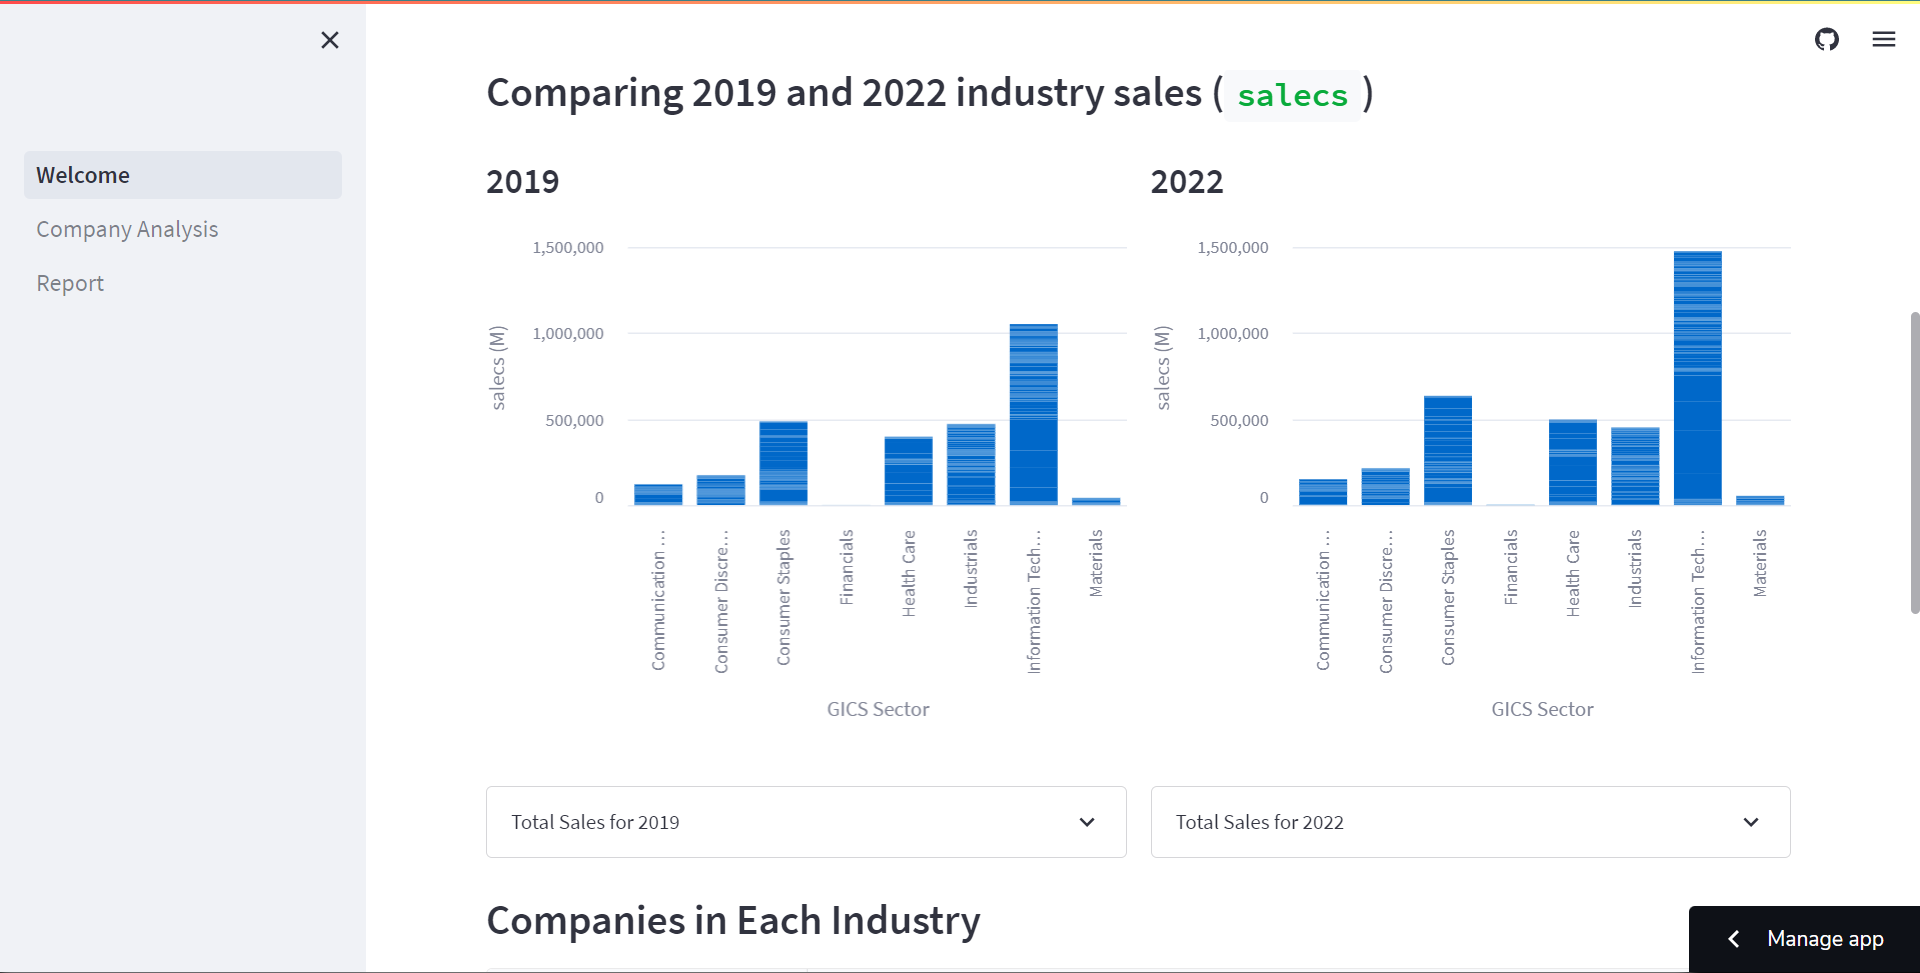 Comparing 2019 and 2022 industry sales ( salecs )
Welcome
Company Analysis
Report
2019
1,500,000
1,000,000
500,000
0
salecs (M)
Communication …
Consumer Discre…
Consumer Staples
Financials
Health Care
Industrials
Information Tech…
Materials
GICS Sector
2022
1,500,000
1,000,000
500,000
0
salecs (M)
Communication …
Consumer Discre…
Consumer Staples
Financials
Health Care
Industrials
Information Tech…
Materials
GICS Sector
Total Sales for 2019
Total Sales for 2022
Companies in Each Industry
Manage app